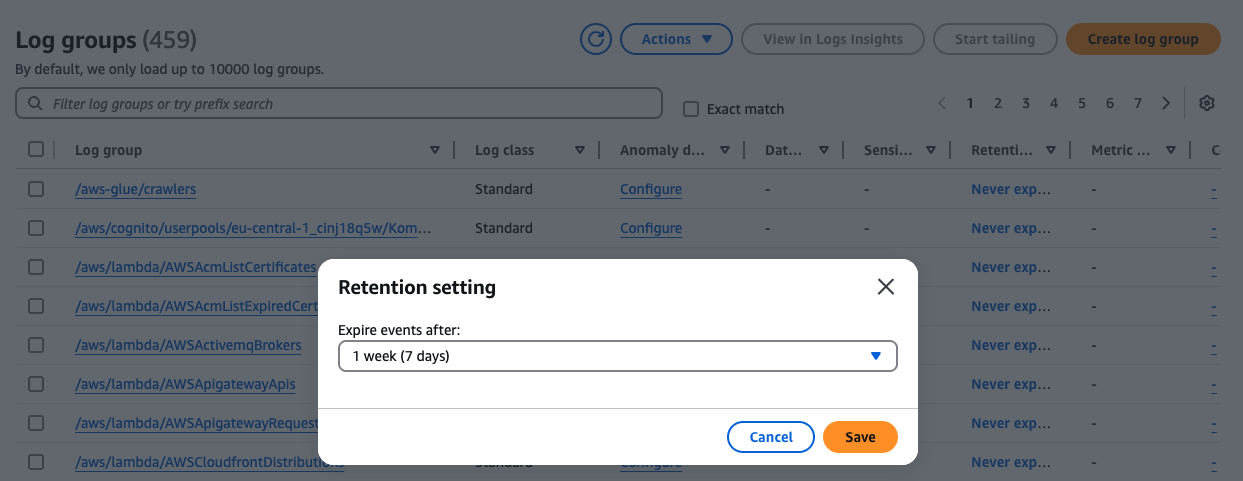 Log groups (459)
Actions
View in Logs Insights
Start tailing
Create log group
By default, we only load up to 10000 log groups.
Filter log groups or try prefix search
Exact match
1 2 3 4 5 6 7
Log group Log class Anomaly d... Dat... Sensi... Retenti... Metric ... C
/aws-glue/crawlers Standard Configure - - Never exp... - -
/aws/cognito/userpools/eu-central-1_cinj18q5w/Kom... Standard Configure - - Never exp... - -
/aws/lambda/AWSAcmListCertificates Never exp... - -
/aws/lambda/AWSAcmListExpiredCert Never exp... - -
/aws/lambda/AWSActivemqBrokers Never exp... - -
/aws/lambda/AWSApigatewayApis Never exp... - -
/aws/lambda/AWSApigatewayRequest Never exp... - -
/aws/lambda/AWSCloudfrontDistributions Standard Configure Never exp... - -
Retention setting
Expire events after:
1 week (7 days)
Cancel
Save